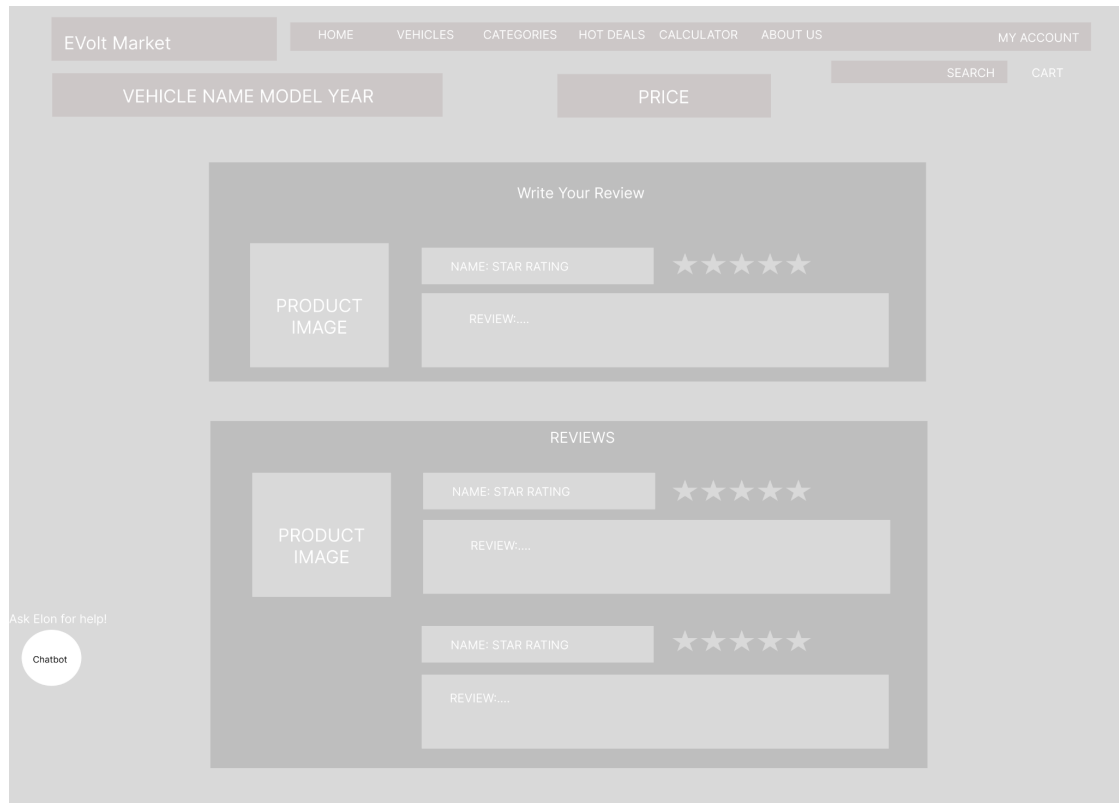 EVolt Market
HOME VEHICLES CATEGORIES HOT DEALS CALCULATOR ABOUT US MY ACCOUNT
SEARCH CART
VEHICLE NAME MODEL YEAR
PRICE
Write Your Review
PRODUCT
IMAGE
NAME: STAR RATING
REVIEW:....
REVIEWS
PRODUCT
IMAGE
NAME: STAR RATING
REVIEW:....
NAME: STAR RATING
REVIEW:....
Ask Elon for help!
Chatbot